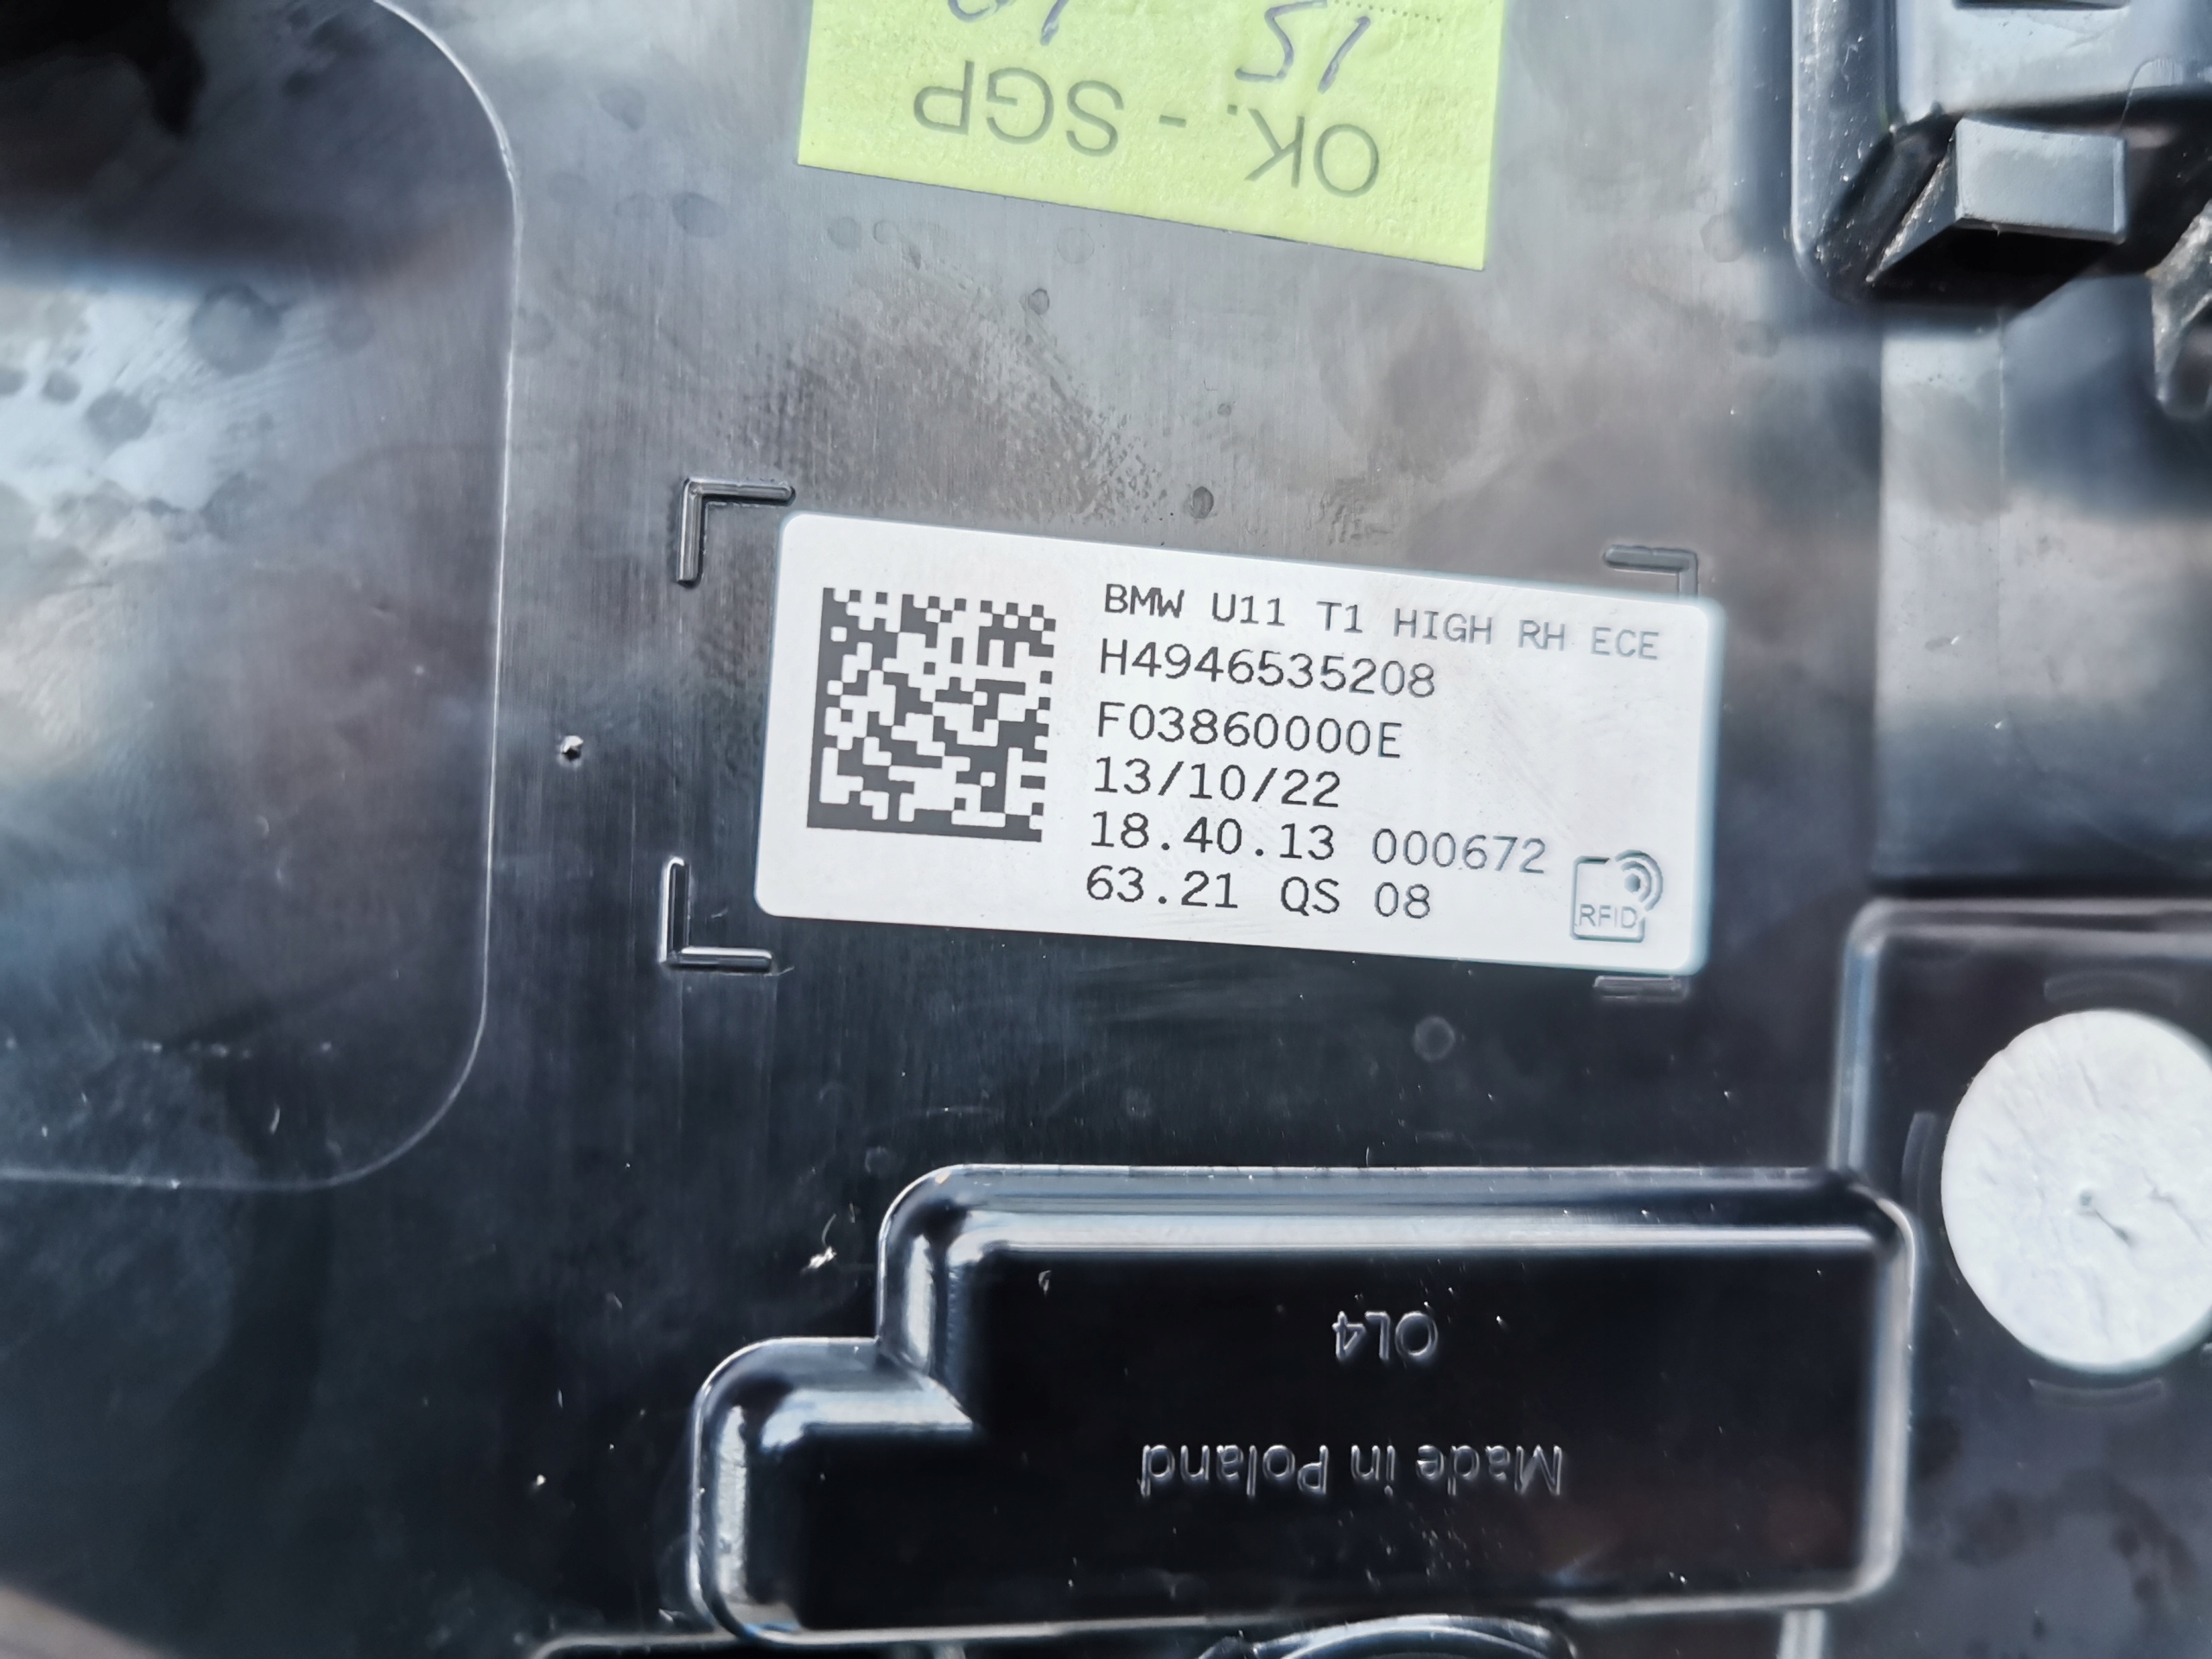 OK. - SGP
BMW U11 T1 HIGH RH ECE
H4946535208
F03860000E
13/10/22
18.40.13 000672
63.21 QS 08
RFID
OL4
Made in Poland